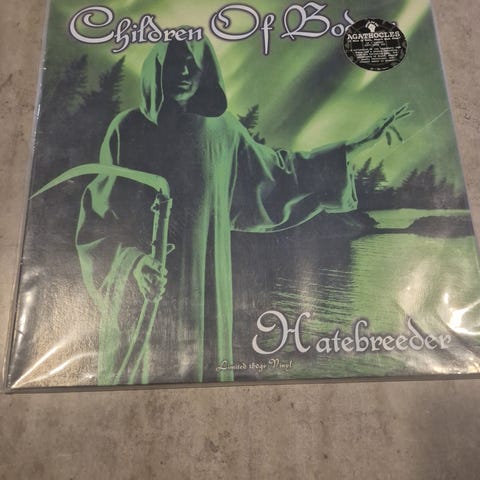 Children Of Bod
AGATHOCLES
Hatebreeder
Limited 180gr Vinyl